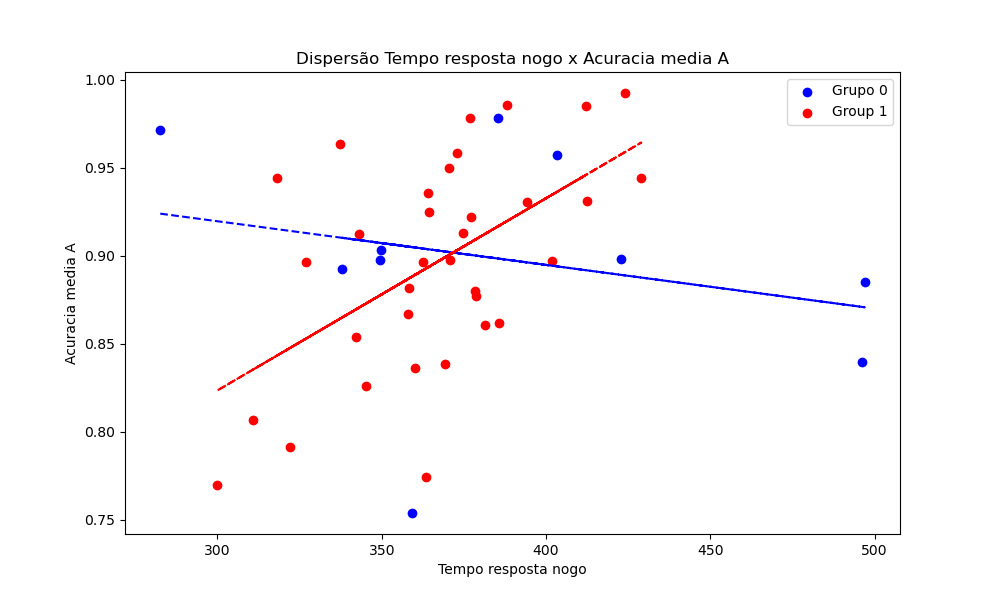 Dispersão Tempo resposta nogo x Acuracia media A
Grupo 0
Group 1
1.00
0.95
0.90
0.85
0.80
0.75
Acuracia media A
300
350
400
450
500
Tempo resposta nogo